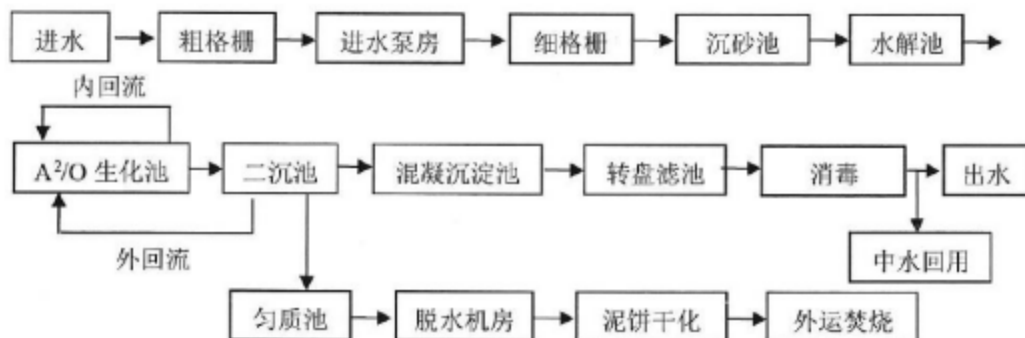 进水 粗格栅 进水泵房 细格栅 沉砂池 水解池
内回流
A²/O 生化池 二沉池 混凝沉淀池 转盘滤池 消毒 出水
外回流 中水回用
匀质池 脱水机房 泥饼干化 外运焚烧